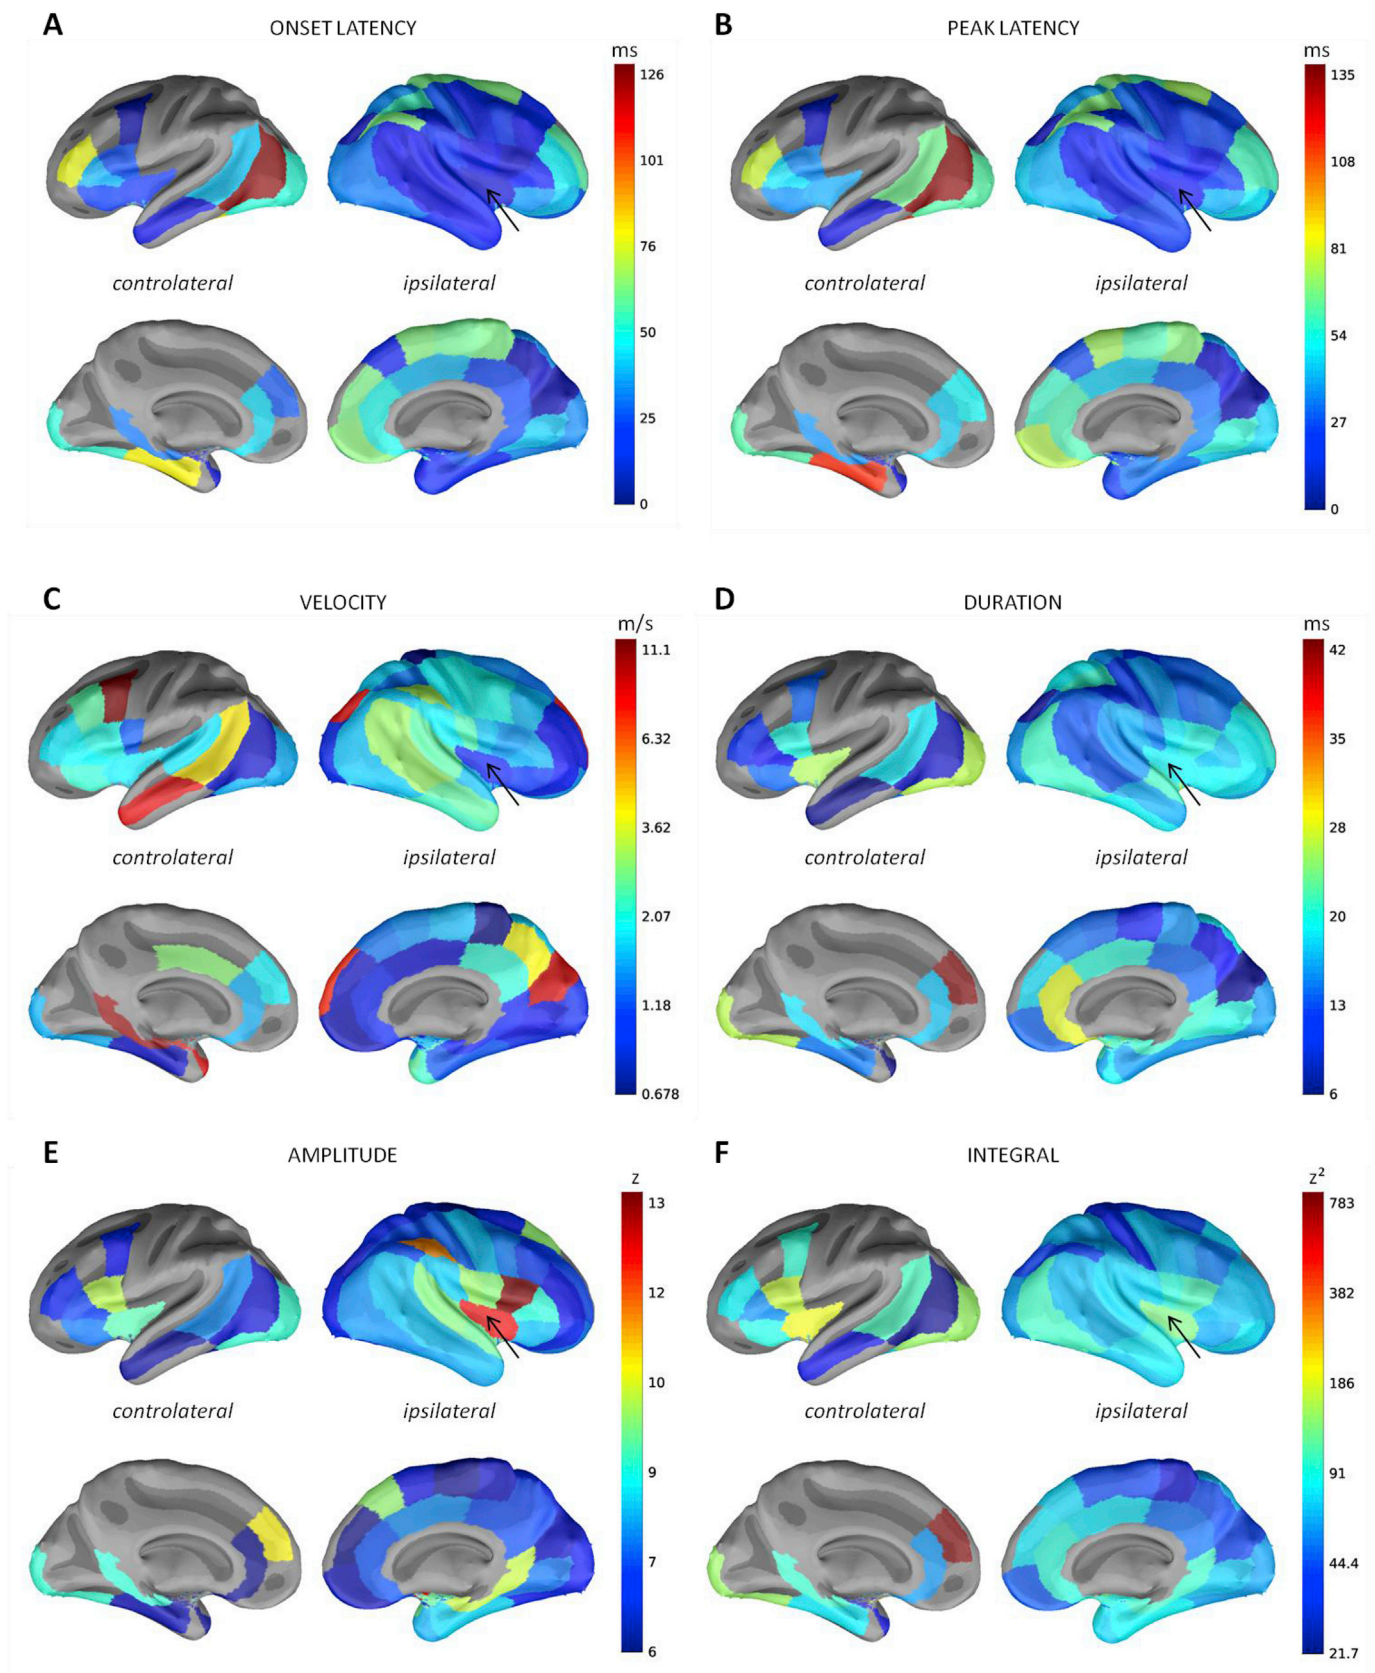 A ONSET LATENCY
ms
126
101
76
50
25
0
controlateral ipsilateral
B PEAK LATENCY
ms
135
108
81
54
27
0
controlateral ipsilateral
C VELOCITY
m/s
11.1
6.32
3.62
2.07
1.18
0.678
controlateral ipsilateral
D DURATION
ms
42
35
28
20
13
6
controlateral ipsilateral
E AMPLITUDE
z
13
12
10
9
7
6
controlateral ipsilateral
F INTEGRAL
z²
783
382
186
91
44.4
21.7
controlateral ipsilateral